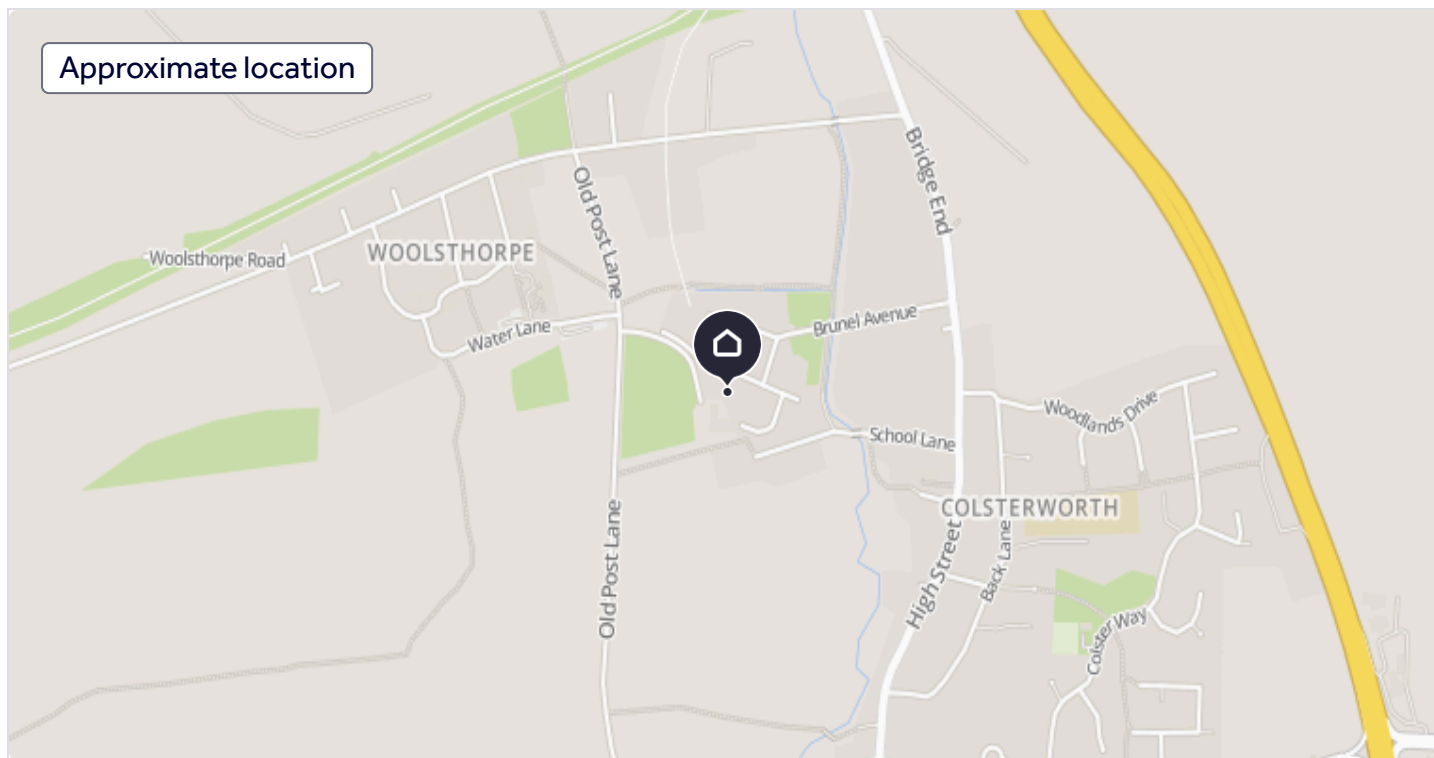 Approximate location
Bridge End
Old Post Lane
WOOLSTHORPE
Woolsthorpe Road
Water Lane
Brunel Avenue
Woodlands Drive
School Lane
COLSTERWORTH
Old Post Lane
High Street
Back Lane
Colster Way